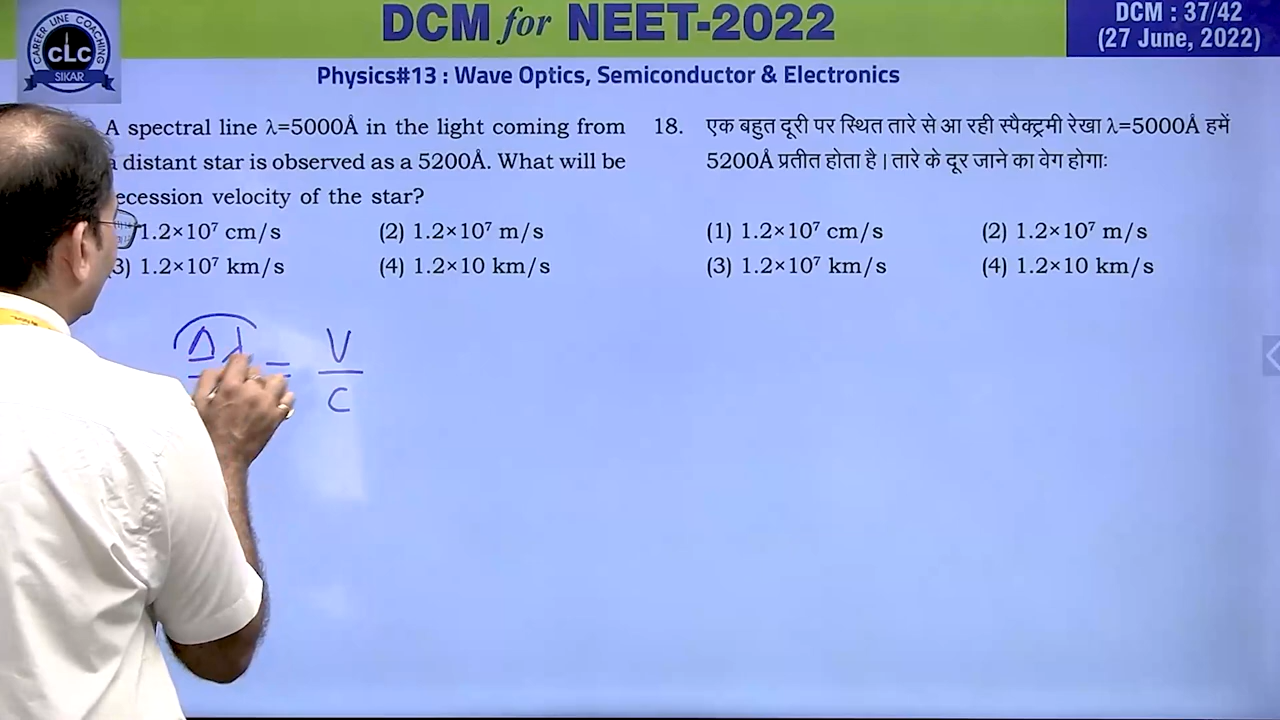 DCM for NEET-2022
DCM : 37/42
(27 June, 2022)
CAREER LINE COACHING
CLC
SIKAR
Physics#13 : Wave Optics, Semiconductor & Electronics
A spectral line λ=5000Å in the light coming from
distant star is observed as a 5200Å. What will be
ecession velocity of the star?
1.2×10⁷ cm/s (2) 1.2×10⁷ m/s
3) 1.2×10⁷ km/s (4) 1.2×10 km/s
18. एक बहुत दूरी पर स्थित तारे से आ रही स्पैक्ट्रमी रेखा λ=5000Å हमें
5200Å प्रतीत होता है। तारे के दूर जाने का वेग होगाः
(1) 1.2×10⁷ cm/s (2) 1.2×10⁷ m/s
(3) 1.2×10⁷ km/s (4) 1.2×10 km/s
Δλ = V
C